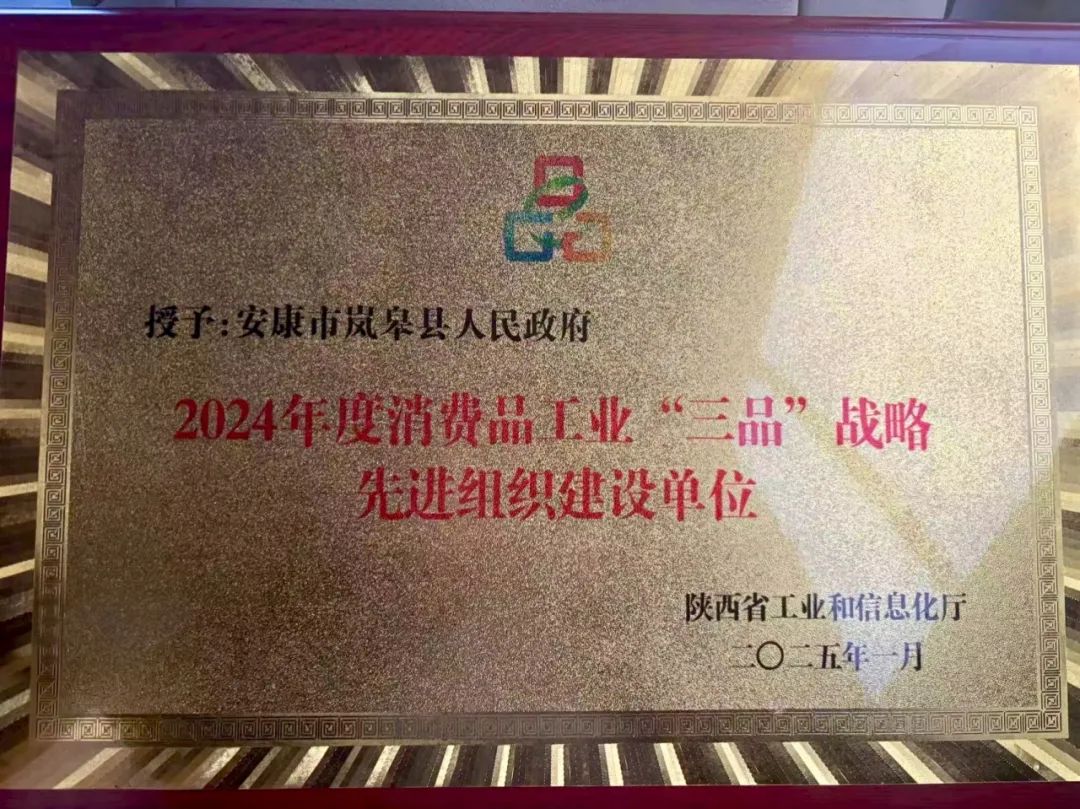 授予:安康市岚皋县人民政府
2024年度消费品工业“三品”战略
先进组织建设单位
陕西省工业和信息化厅
二〇二五年一月